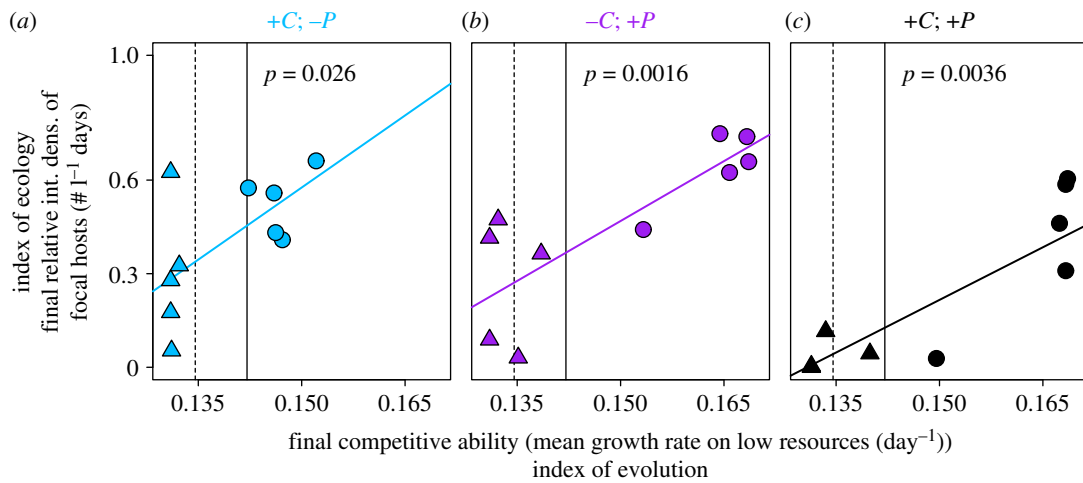 (a) +C; –P
(b) –C; +P
(c) +C; +P
index of ecology
final relative int. dens. of
focal hosts (# l⁻¹ days)
1.0
0.6
0.3
0
p = 0.026
p = 0.0016
p = 0.0036
0.135 0.150 0.165
0.135 0.150 0.165
0.135 0.150 0.165
final competitive ability (mean growth rate on low resources (day⁻¹))
index of evolution